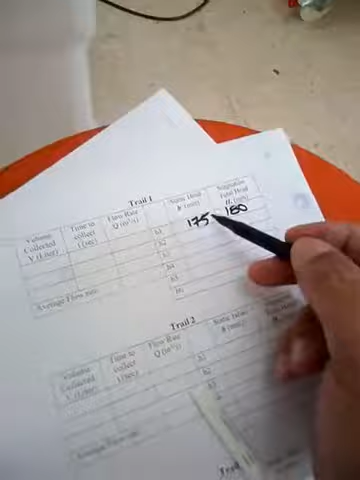 Trail 1
Volume Collected V (Liter)
Time to collect t (sec)
Flow Rate Q (m³/s)
Static Head h (mm)
Stagnation Total Head H₀ (mm)
h1 175 180
h2
h3
h4
h5
h6
Average Flow rate:
Trail 2
Volume Collected V (Liter)
Time to collect t (sec)
Flow Rate Q (m³/s)
Static Head h (mm)
h1
h2
h3
Average Flow
Trail